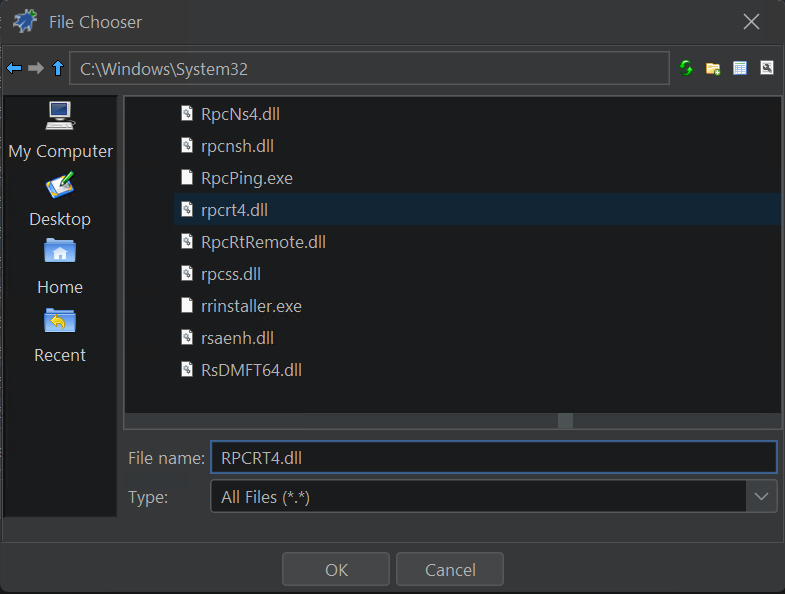 File Chooser
C:\Windows\System32
My Computer
Desktop
Home
Recent
RpcNs4.dll
rpcnsh.dll
RpcPing.exe
rpcrt4.dll
RpcRtRemote.dll
rpcss.dll
rrinstaller.exe
rsaenh.dll
RsDMFT64.dll
File name: RPCRT4.dll
Type: All Files (*.*)
OK Cancel